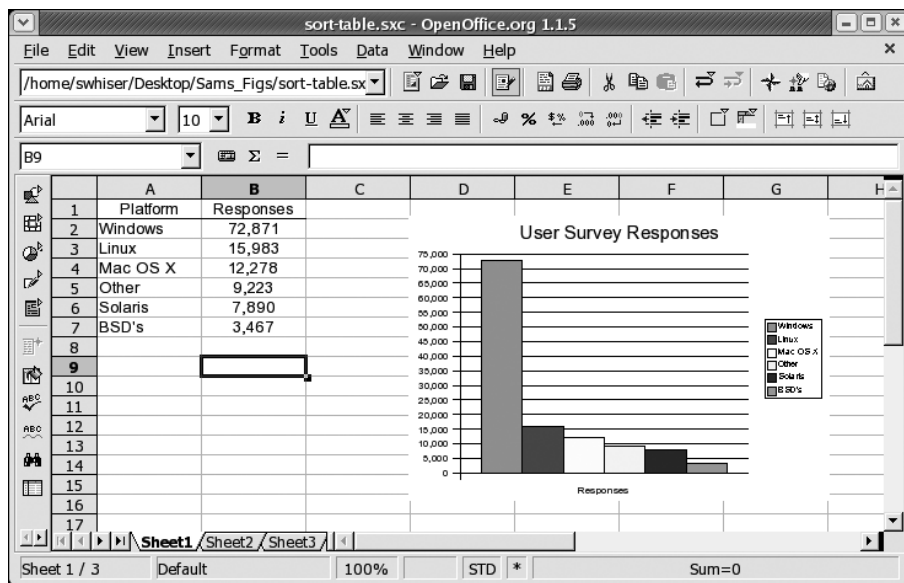 sort-table.sxc - OpenOffice.org 1.1.5
File Edit View Insert Format Tools Data Window Help
/home/swhiser/Desktop/Sams_Figs/sort-table.sx
Arial 10 B i U A
B9 Σ =
A B C D E F G H
1 Platform Responses
2 Windows 72,871
3 Linux 15,983
4 Mac OS X 12,278
5 Other 9,223
6 Solaris 7,890
7 BSD's 3,467
8
9
10
11
12
13
14
15
16
17
User Survey Responses
75,000
70,000
65,000
60,000
55,000
50,000
45,000
40,000
35,000
30,000
25,000
20,000
15,000
10,000
5,000
0
Responses
Windows
Linux
Mac OS X
Other
Solaris
BSD's
ABC
ABC
Sheet1 Sheet2 Sheet3
Sheet 1 / 3 Default 100% STD * Sum=0